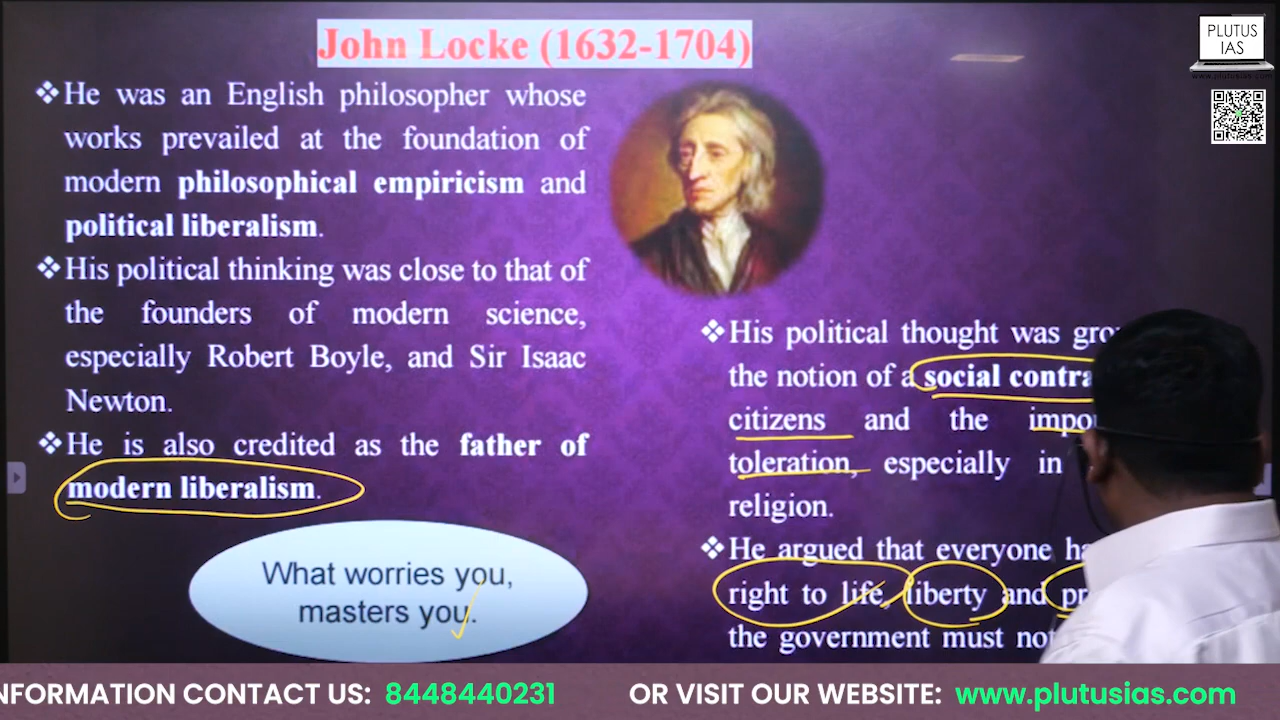 John Locke (1632-1704)
PLUTUS
IAS
www.plutusias.com
❖He was an English philosopher whose
works prevailed at the foundation of
modern philosophical empiricism and
political liberalism.
❖His political thinking was close to that of
the founders of modern science,
especially Robert Boyle, and Sir Isaac
Newton.
❖He is also credited as the father of
modern liberalism.
What worries you,
masters you.
❖His political thought was gro
the notion of a social contra
citizens and the impo
toleration, especially in
religion.
❖He argued that everyone ha
right to life, liberty and pr
the government must not
NFORMATION CONTACT US: 8448440231 OR VISIT OUR WEBSITE: www.plutusias.com